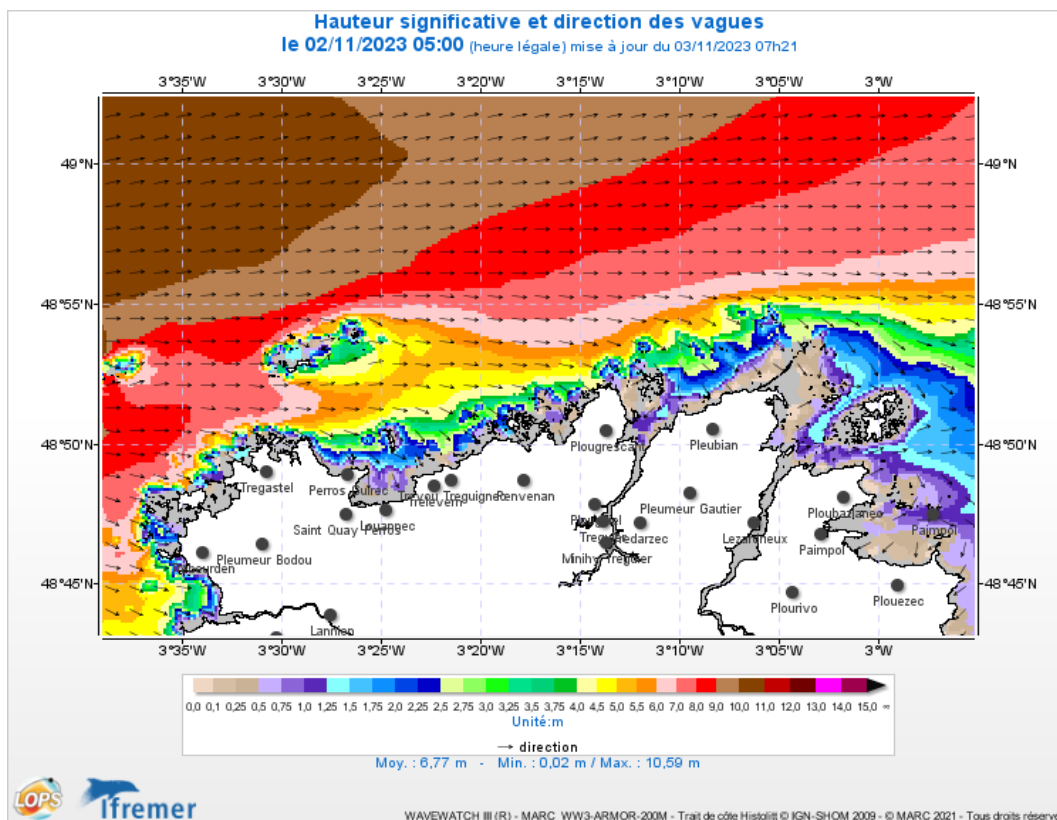 Hauteur significative et direction des vagues
le 02/11/2023 05:00 (heure légale) mise à jour du 03/11/2023 07h21
3°35'W 3°30'W 3°25'W 3°20'W 3°15'W 3°10'W 3°05'W 3°W
49°N 49°N
48°55'N 48°55'N
48°50'N 48°50'N
Plougrescant Pleubian
Tregastel Perros Guirec Trevou Treguignec Penvenan
Trelevern
Pleumeur Gautier Ploubazlanec
Saint Quay Perros Louannec Treguier Lezardrieux Paimpol
Pleumeur Bodou Minihy Treguier Paimpol
48°45'N 48°45'N
Plourivo Plouezec
Lannion
3°35'W 3°30'W 3°25'W 3°20'W 3°15'W 3°10'W 3°05'W 3°W
0,0 0,1 0,25 0,5 0,75 1,0 1,25 1,5 1,75 2,0 2,25 2,5 2,75 3,0 3,25 3,5 3,75 4,0 4,5 5,0 5,5 6,0 7,0 8,0 9,0 10,0 11,0 12,0 13,0 14,0 15,0 ∞
Unité:m
direction
Moy. : 6,77 m - Min. : 0,02 m / Max. : 10,59 m
LOPS Ifremer
WAVEWATCH III (R) - MARC_WW3-ARMOR-200M - Trait de côte Histolitt © IGN-SHOM 2009 - © MARC 2021 - Tous droits réservé